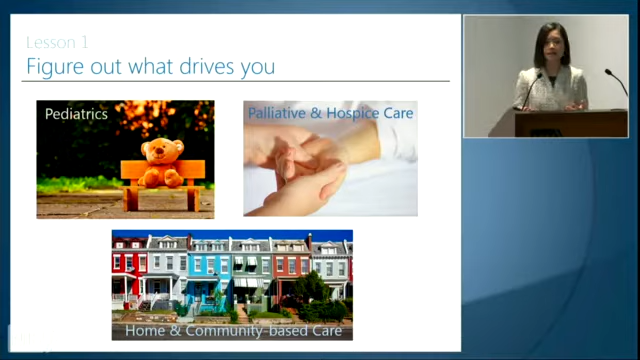 Lesson 1
Figure out what drives you
Pediatrics
Palliative & Hospice Care
Home & Community-based Care